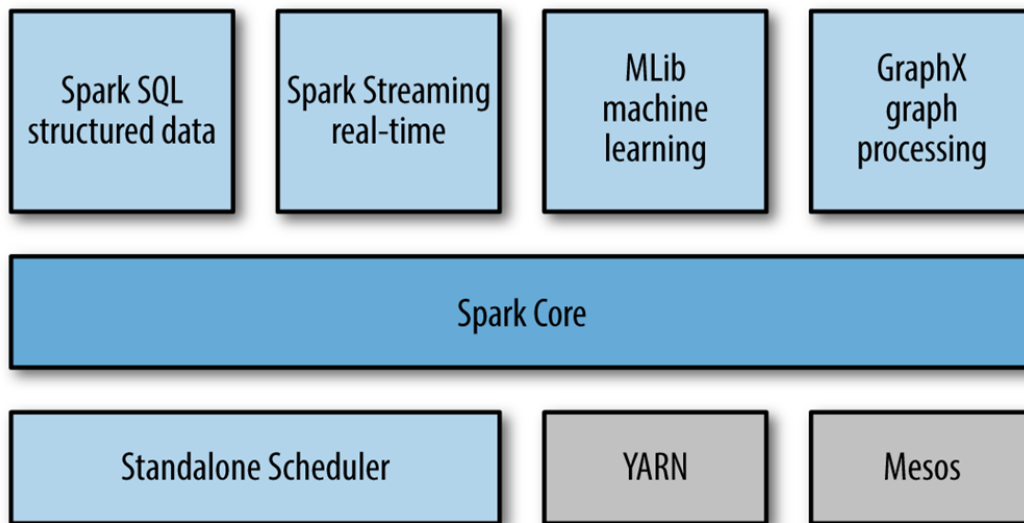 Spark SQL
structured data
Spark Streaming
real-time
MLib
machine
learning
GraphX
graph
processing
Spark Core
Standalone Scheduler
YARN
Mesos